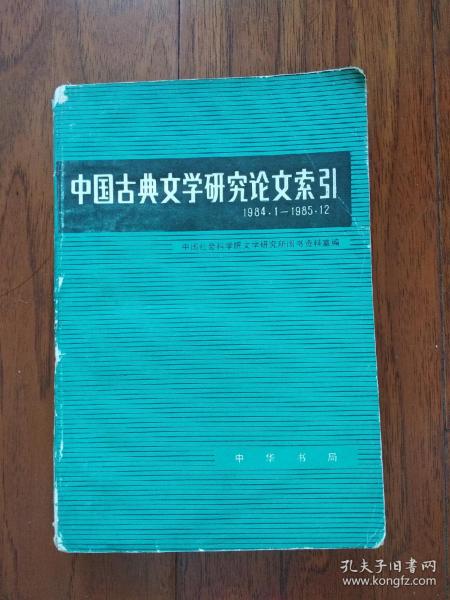 中国古典文学研究论文索引
1984·1—1985·12
中国社会科学院文学研究所图书资料室编
中华书局
孔夫子旧书网
www.kongfz.com